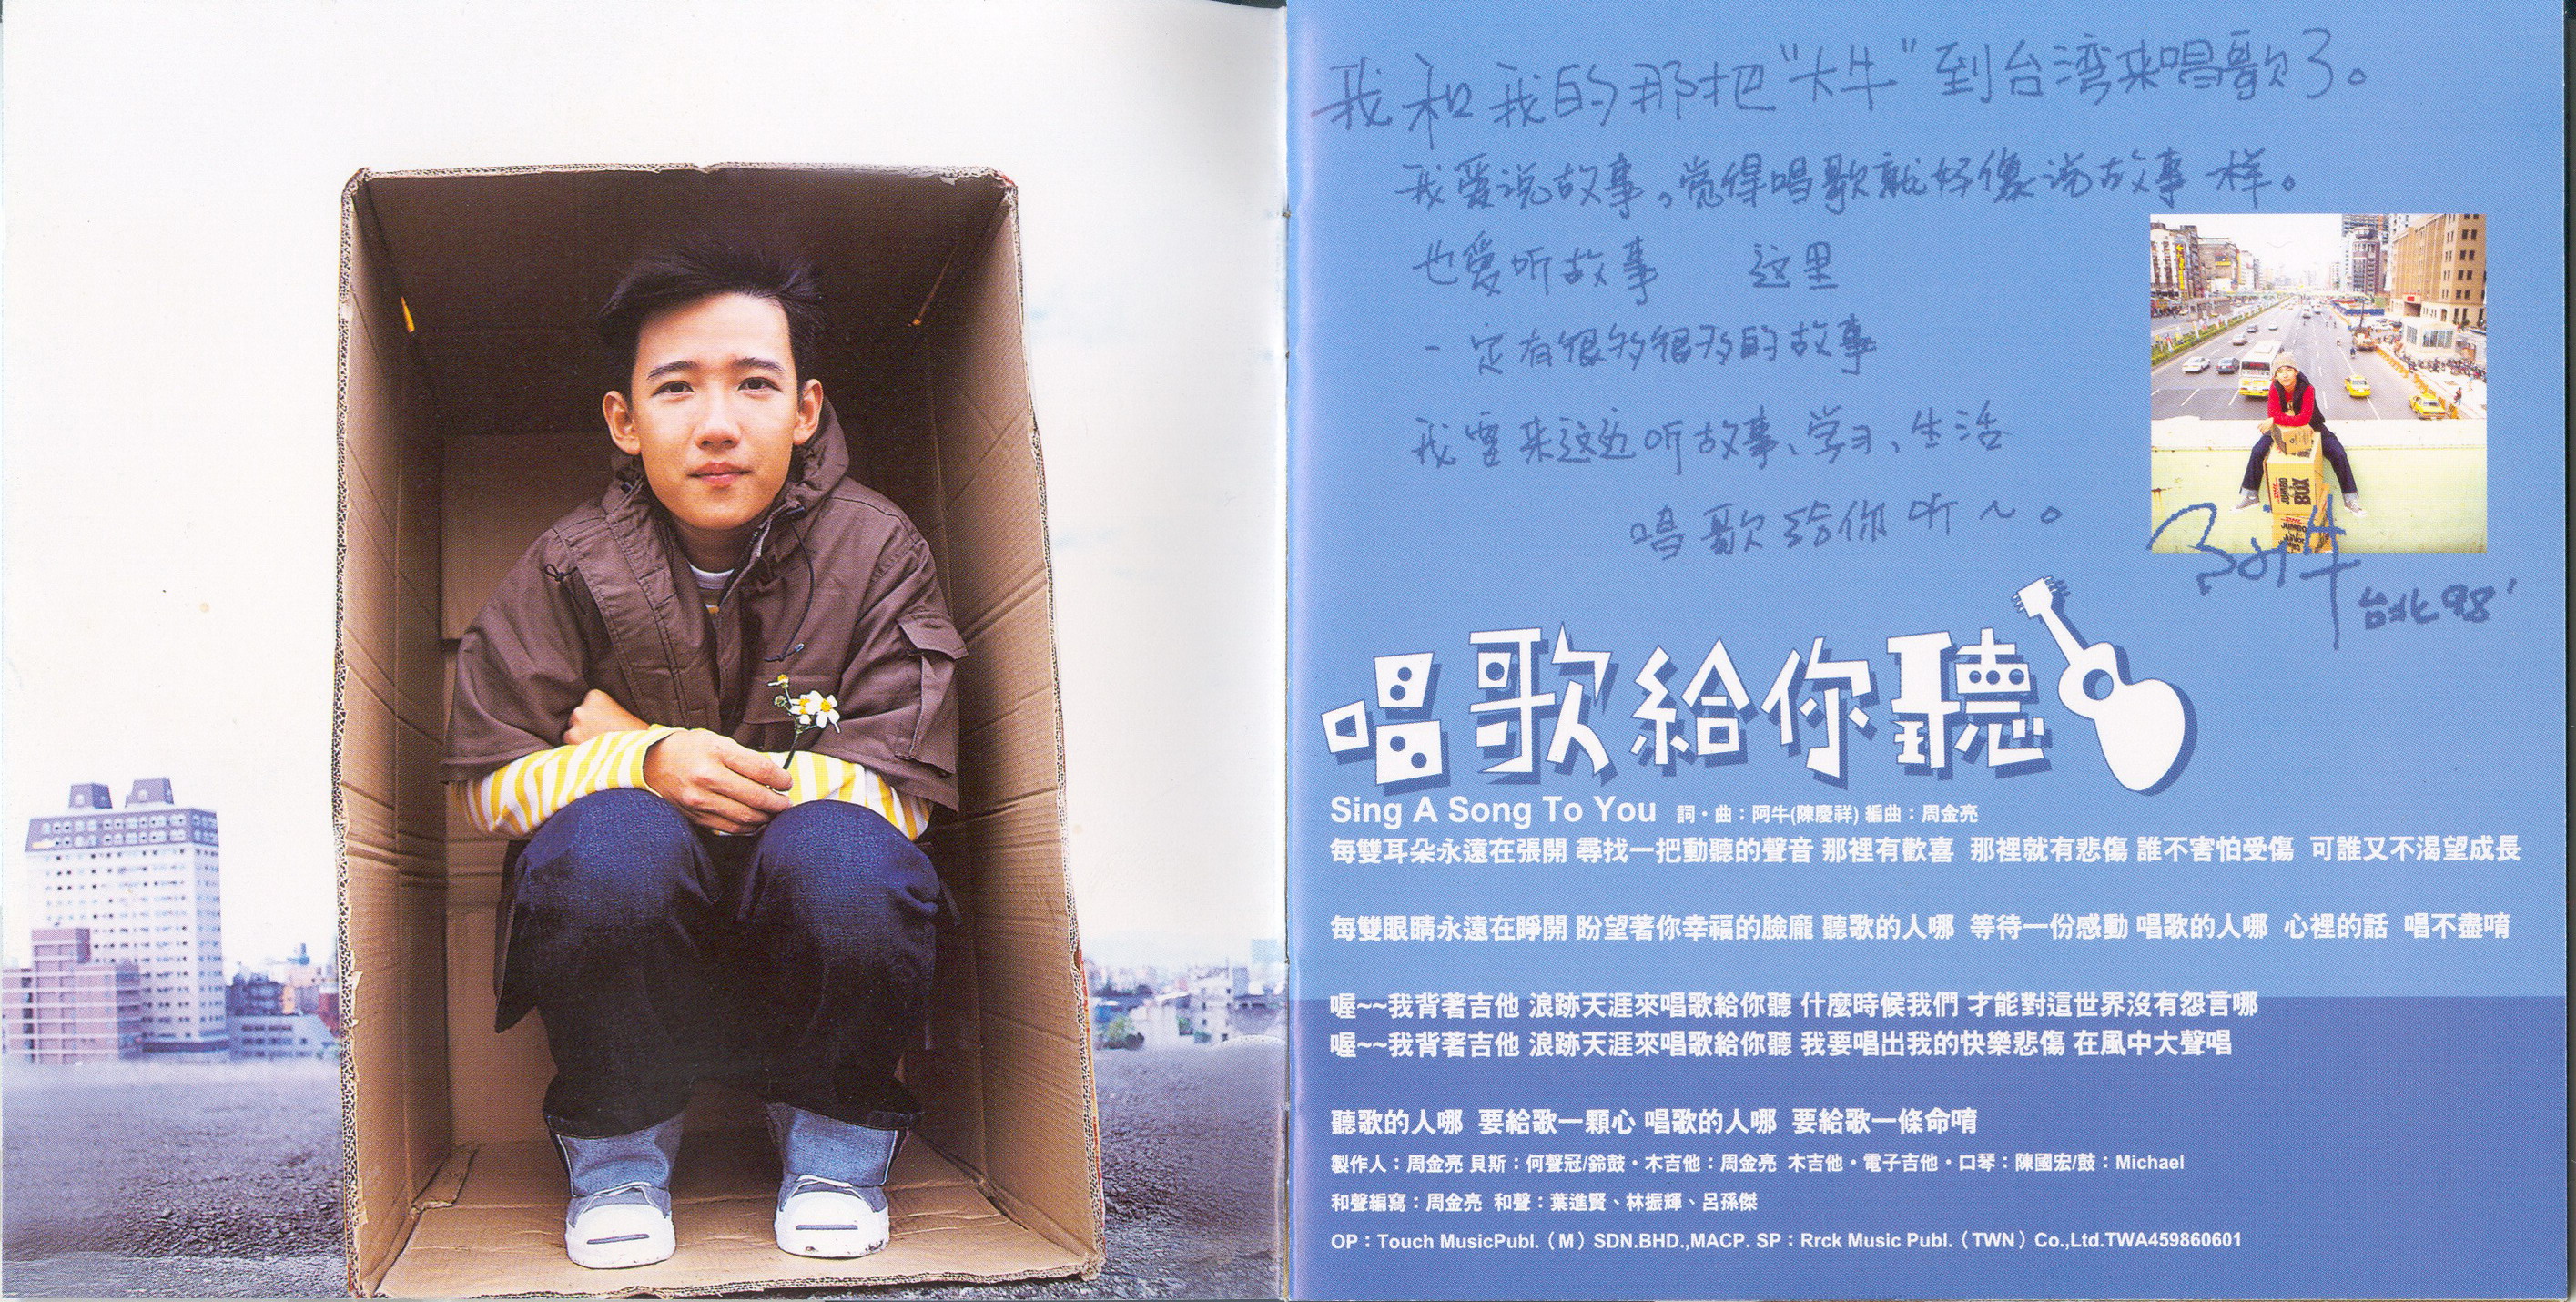 我和我的那把“大牛”到台湾来唱歌了。
我爱说故事。觉得唱歌就好像说故事一样。
也爱听故事 这里
一定有很多很多的故事
我要来这边听故事、学习、生活
唱歌给你听～。
JUMBO BOX
JUMBO
阿牛
台北98'
唱歌給你聽
Sing A Song To You 詞・曲：阿牛(陳慶祥) 編曲：周金亮
每雙耳朵永遠在張開 尋找一把動聽的聲音 那裡有歡喜 那裡就有悲傷 誰不害怕受傷 可誰又不渴望成長
每雙眼睛永遠在睜開 盼望著你幸福的臉龐 聽歌的人哪 等待一份感動 唱歌的人哪 心裡的話 唱不盡唷
喔~~我背著吉他 浪跡天涯來唱歌給你聽 什麼時候我們 才能對這世界沒有怨言哪
喔~~我背著吉他 浪跡天涯來唱歌給你聽 我要唱出我的快樂悲傷 在風中大聲唱
聽歌的人哪 要給歌一顆心 唱歌的人哪 要給歌一條命唷
製作人：周金亮 貝斯：何聲冠/鈴鼓・木吉他：周金亮 木吉他・電子吉他・口琴：陳國宏/鼓：Michael
和聲編寫：周金亮 和聲：葉進賢、林振輝、呂孫傑
OP：Touch MusicPubl.（M）SDN.BHD.,MACP. SP：Rrck Music Publ.（TWN）Co.,Ltd.TWA459860601